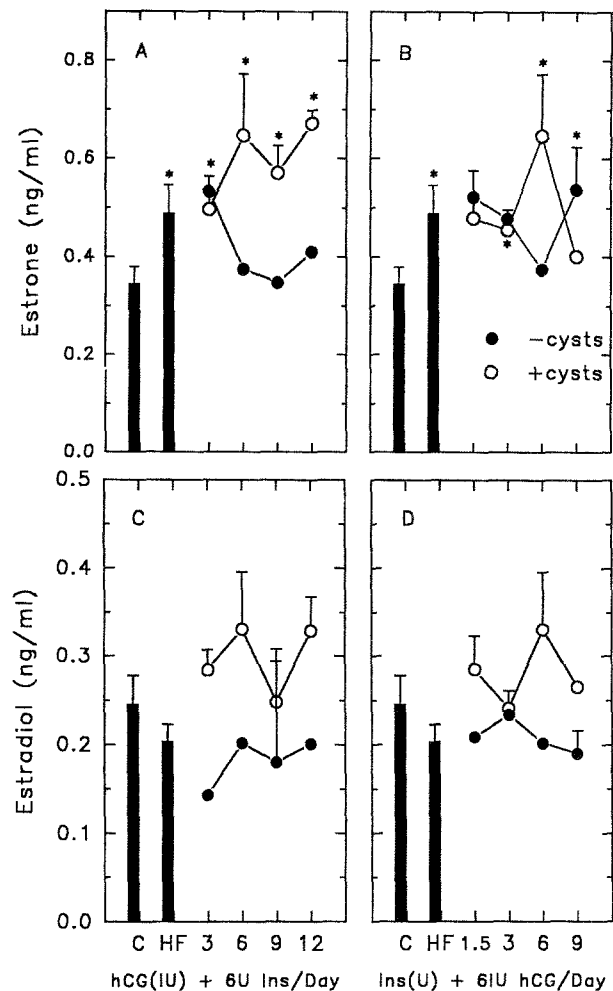 A
B
Estrone (ng/ml)
0.8
0.6
0.4
0.2
0.0
* * * * *
* * * *
−cysts
+cysts
C
D
Estradiol (ng/ml)
0.5
0.4
0.3
0.2
0.1
0.0
C HF 3 6 9 12
C HF 1.5 3 6 9
hCG(IU) + 6U Ins/Day
Ins(U) + 6IU hCG/Day